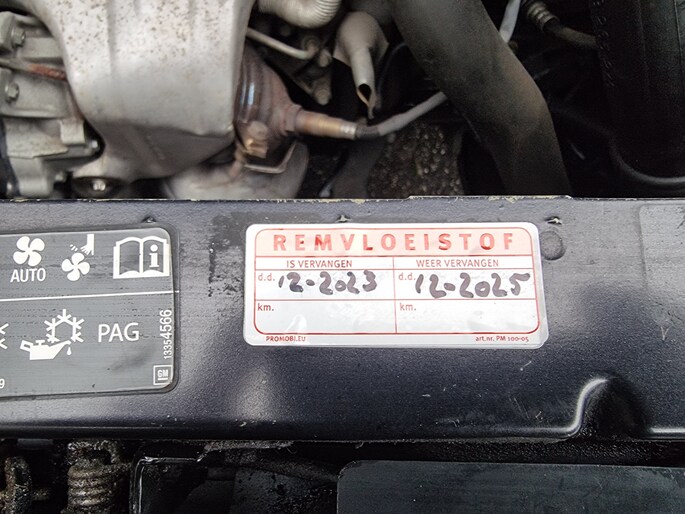 AUTO
PAG
13354566
GM
9
REMVLOEISTOF
IS VERVANGEN WEER VERVANGEN
d.d. 12-2023 d.d. 12-2025
km. km.
PROMOBI.EU art.nr. PM 100-05